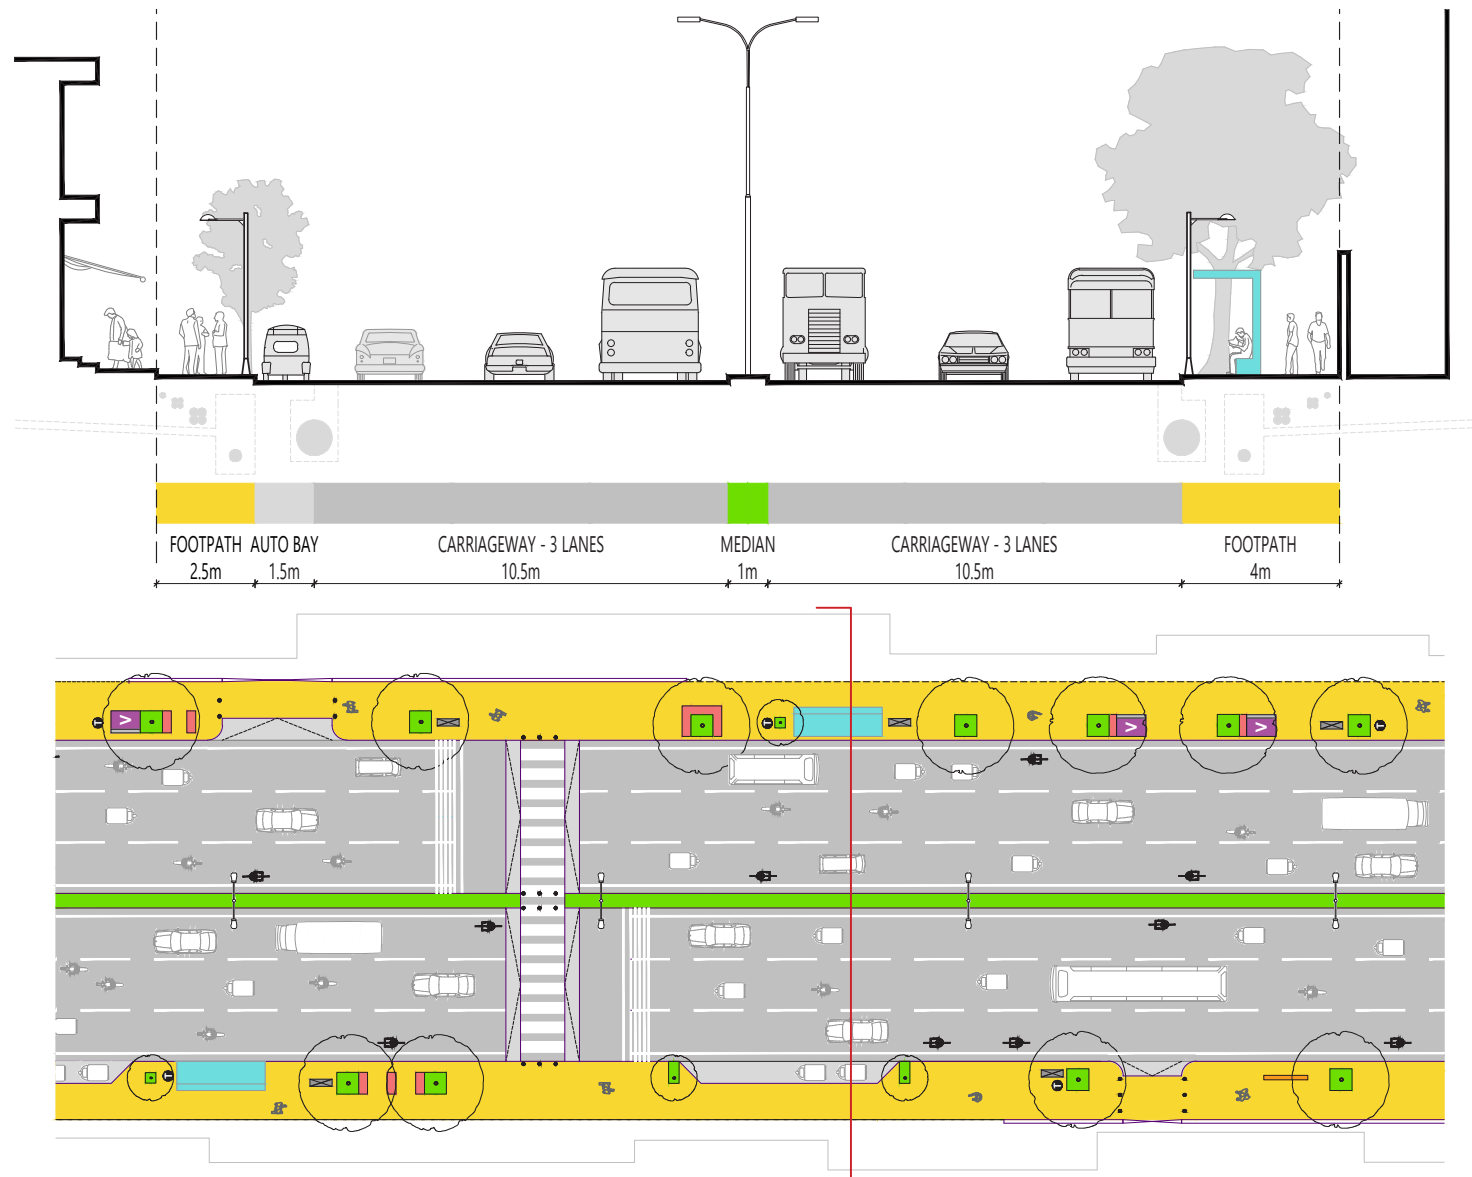 FOOTPATH AUTO BAY CARRIAGEWAY - 3 LANES MEDIAN CARRIAGEWAY - 3 LANES FOOTPATH
2.5m 1.5m 10.5m 1m 10.5m 4m
V V V